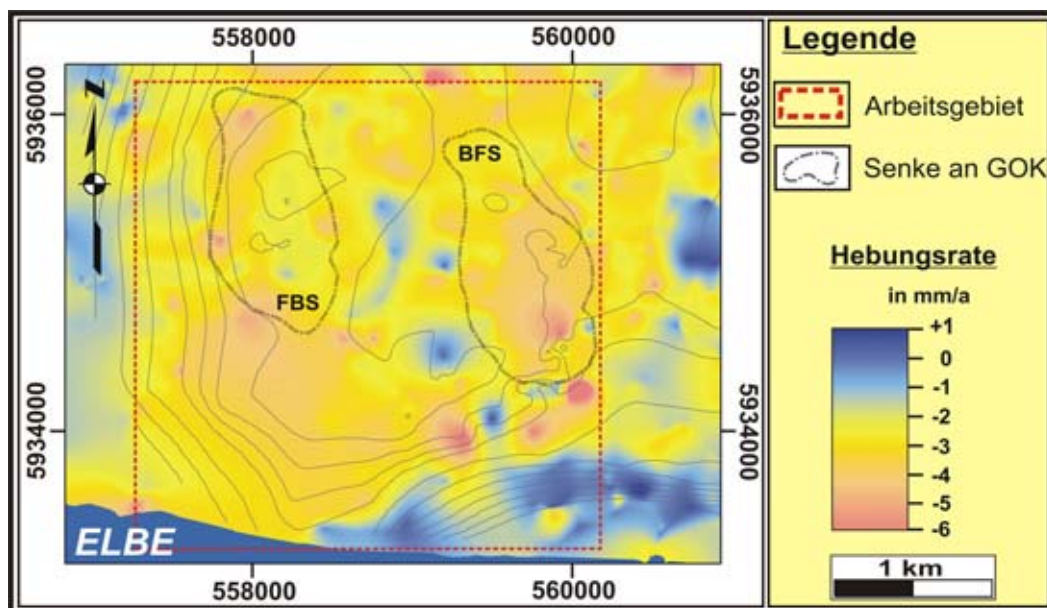 558000 560000
5936000
5936000
N
BFS
FBS
5934000
5934000
ELBE
558000 560000
Legende
Arbeitsgebiet
Senke an GOK
Hebungsrate
in mm/a
+1
0
-1
-2
-3
-4
-5
-6
1 km